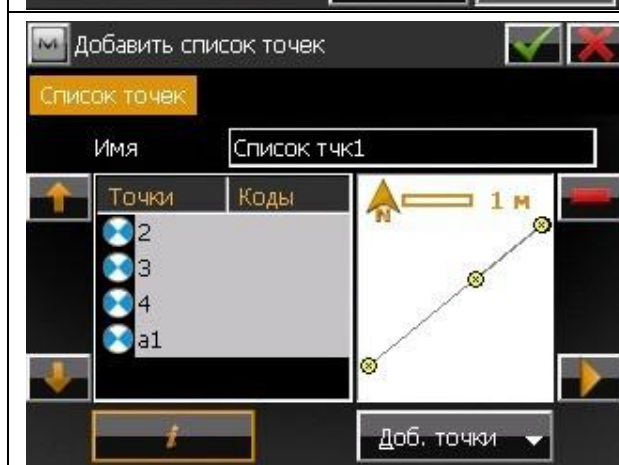 Добавить список точек
Список точек
Имя Список тчк1
Точки Коды
2
3
4
a1
N 1 м
i Доб. точки